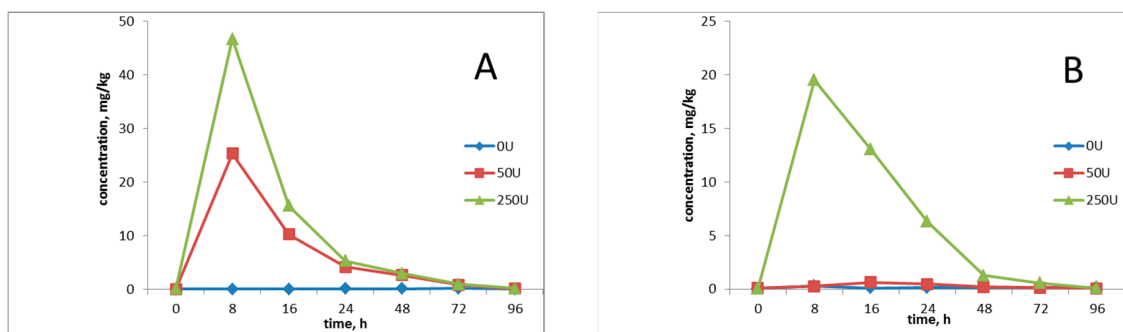 concentration, mg/kg
50
40
30
20
10
0
0 8 16 24 48 72 96
time, h
A
0U
50U
250U
concentration, mg/kg
25
20
15
10
5
0
0 8 16 24 48 72 96
time, h
B
0U
50U
250U